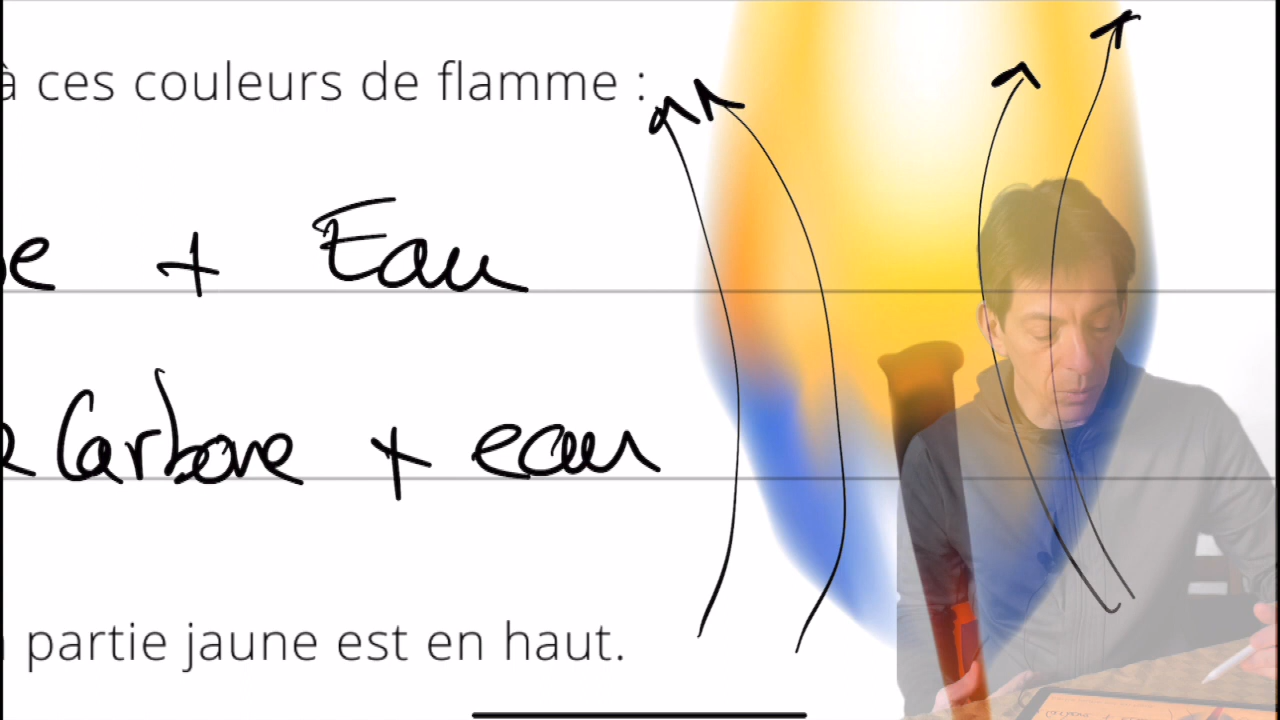 à ces couleurs de flamme :
+ Eau
Carbone + eau
partie jaune est en haut.